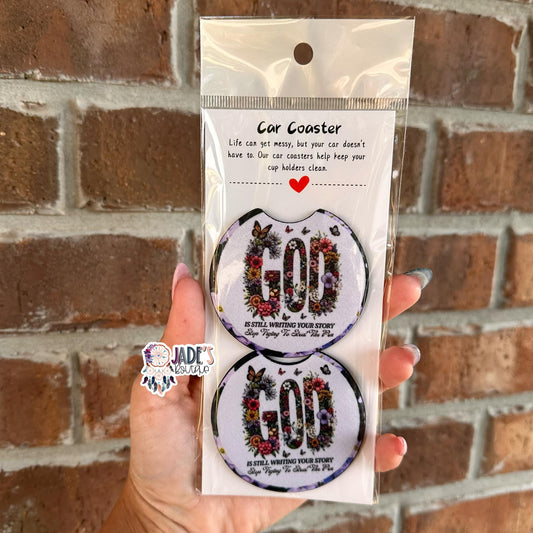 Car Coaster
Life can get messy, but your car doesn't
have to. Our car coasters help keep your
cup holders clean.
GOD
IS STILL WRITING YOUR STORY
Stop Trying To Steal The Pen
GOD
IS STILL WRITING YOUR STORY
Stop Trying To Steal The Pen
JADE'S
Boutique